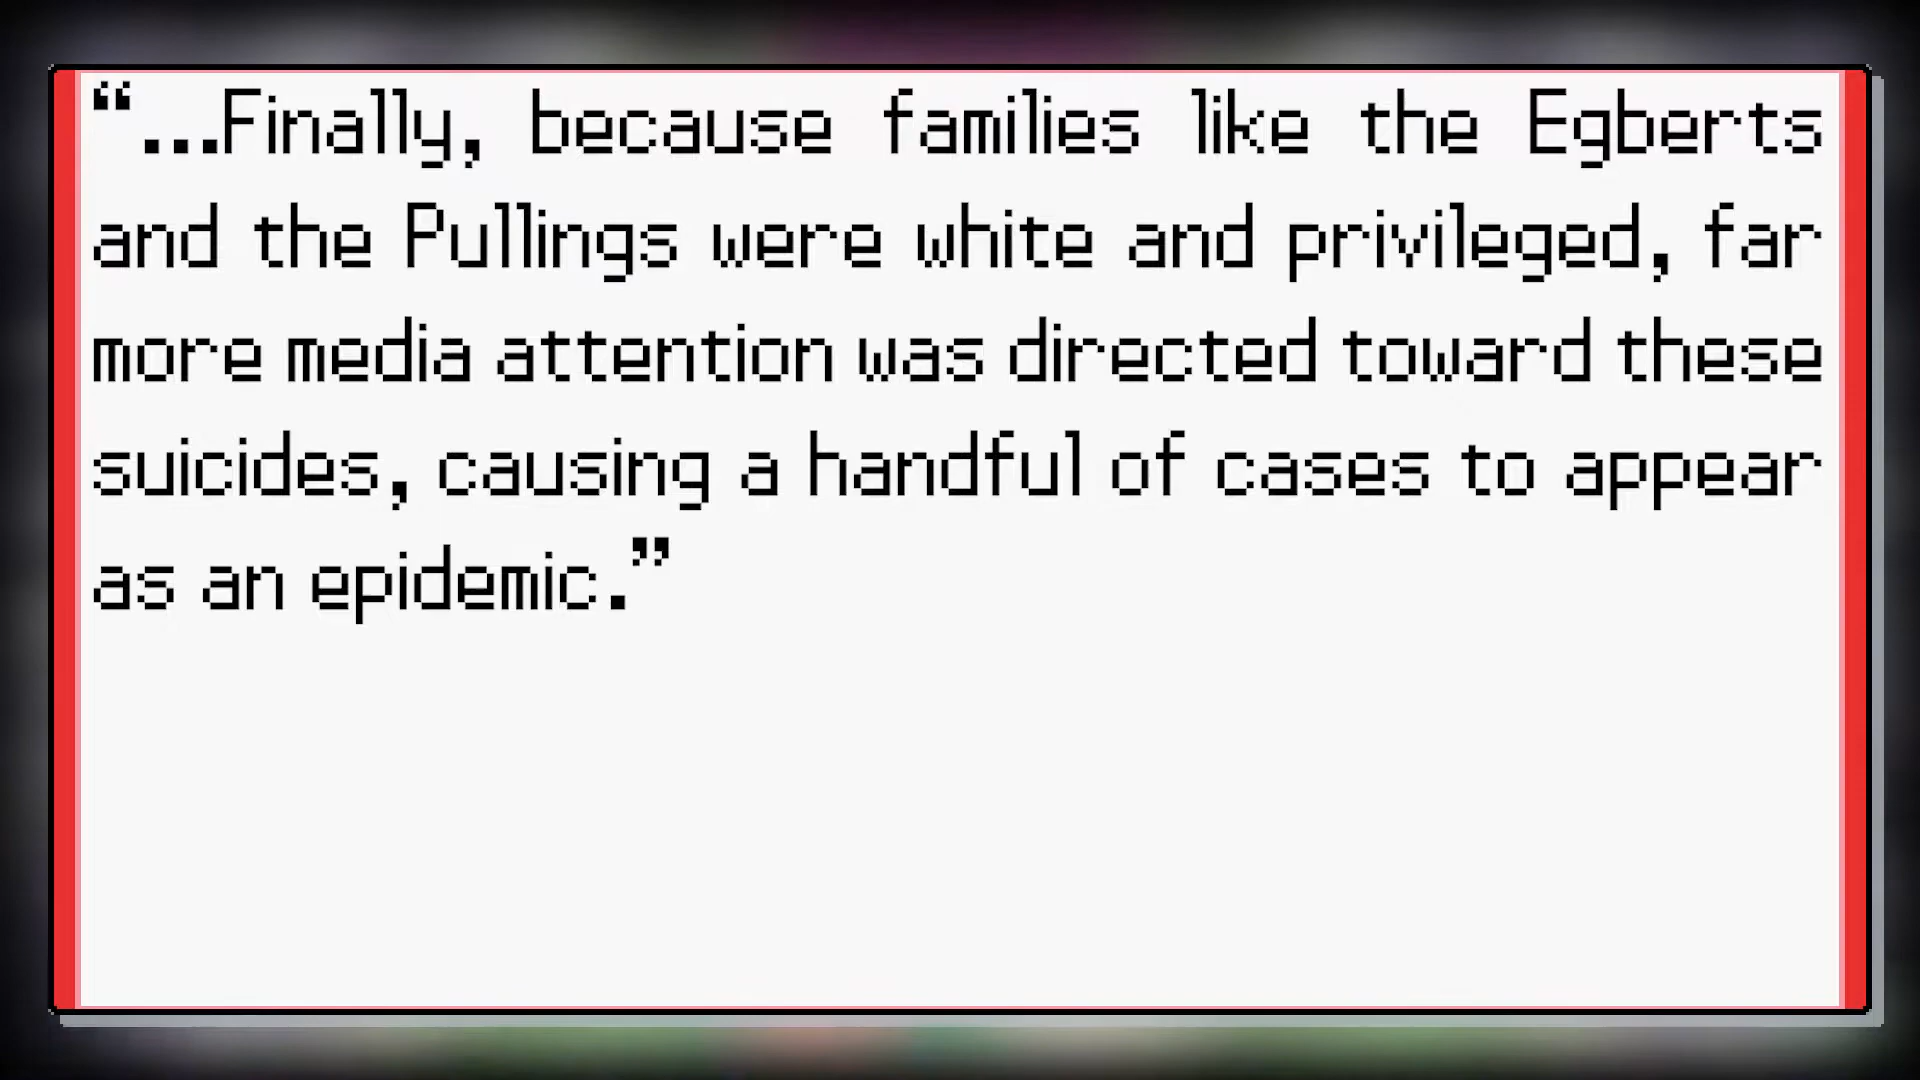 “...Finally, because families like the Egberts
and the Pullings were white and privileged, far
more media attention was directed toward these
suicides, causing a handful of cases to appear
as an epidemic.”